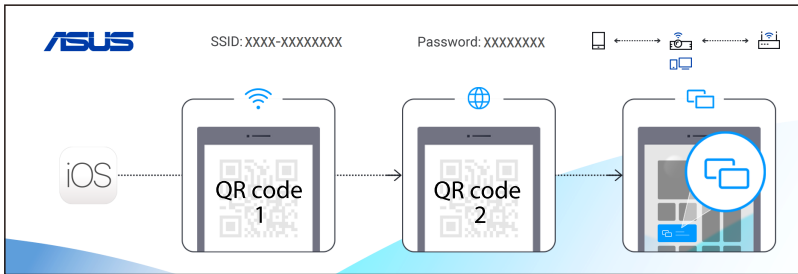 ASUS
SSID: XXXX-XXXXXXXX
Password: XXXXXXXX
iOS
QR code
1
QR code
2